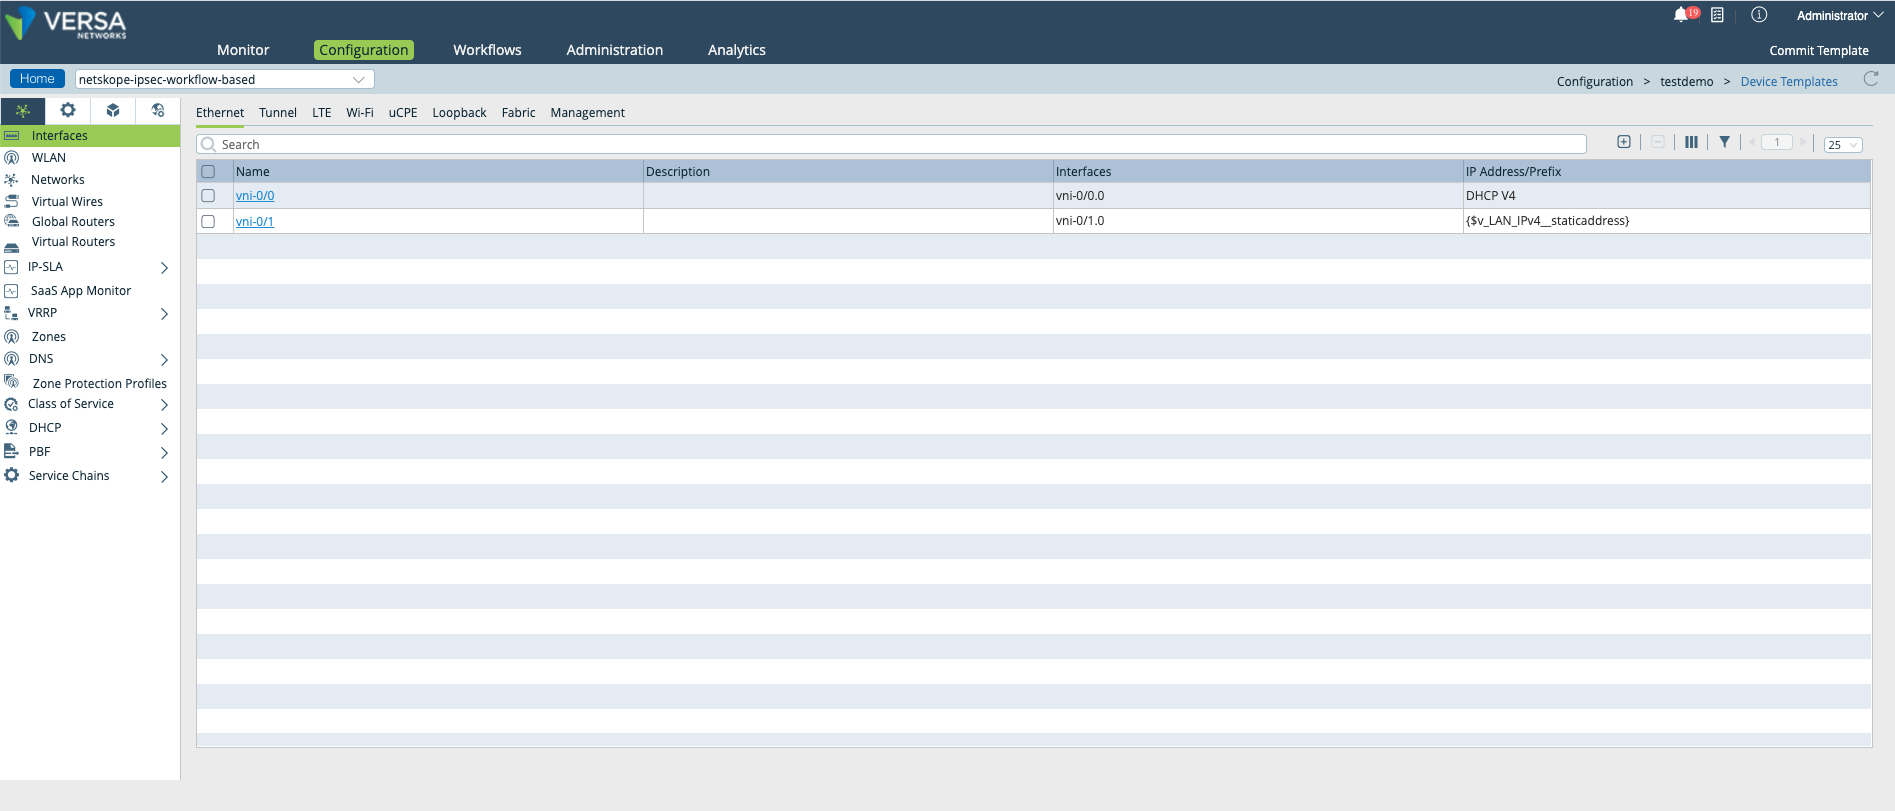 VERSA
NETWORKS
19
Administrator
Monitor Configuration Workflows Administration Analytics
Commit Template
Home netskope-ipsec-workflow-based
Configuration > testdemo > Device Templates
Ethernet Tunnel LTE Wi-Fi uCPE Loopback Fabric Management
Search
1
25
Interfaces
WLAN
Networks
Virtual Wires
Global Routers
Virtual Routers
IP-SLA
SaaS App Monitor
VRRP
Zones
DNS
Zone Protection Profiles
Class of Service
DHCP
PBF
Service Chains
Name Description Interfaces IP Address/Prefix
vni-0/0 vni-0/0.0 DHCP V4
vni-0/1 vni-0/1.0 {$v_LAN_IPv4__staticaddress}